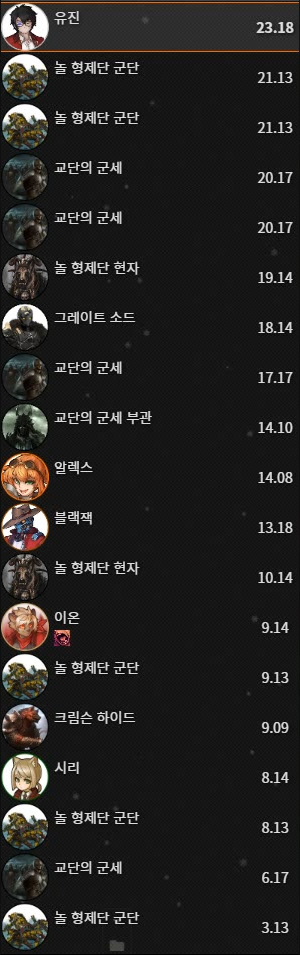 유진
23.18
놀 형제단 군단
21.13
놀 형제단 군단
21.13
교단의 군세
20.17
교단의 군세
20.17
놀 형제단 현자
19.14
그레이트 소드
18.14
교단의 군세
17.17
교단의 군세 부관
14.10
알렉스
14.08
블랙잭
13.18
놀 형제단 현자
10.14
이온
9.14
놀 형제단 군단
9.13
크림슨 하이드
9.09
시리
8.14
놀 형제단 군단
8.13
교단의 군세
6.17
놀 형제단 군단
3.13